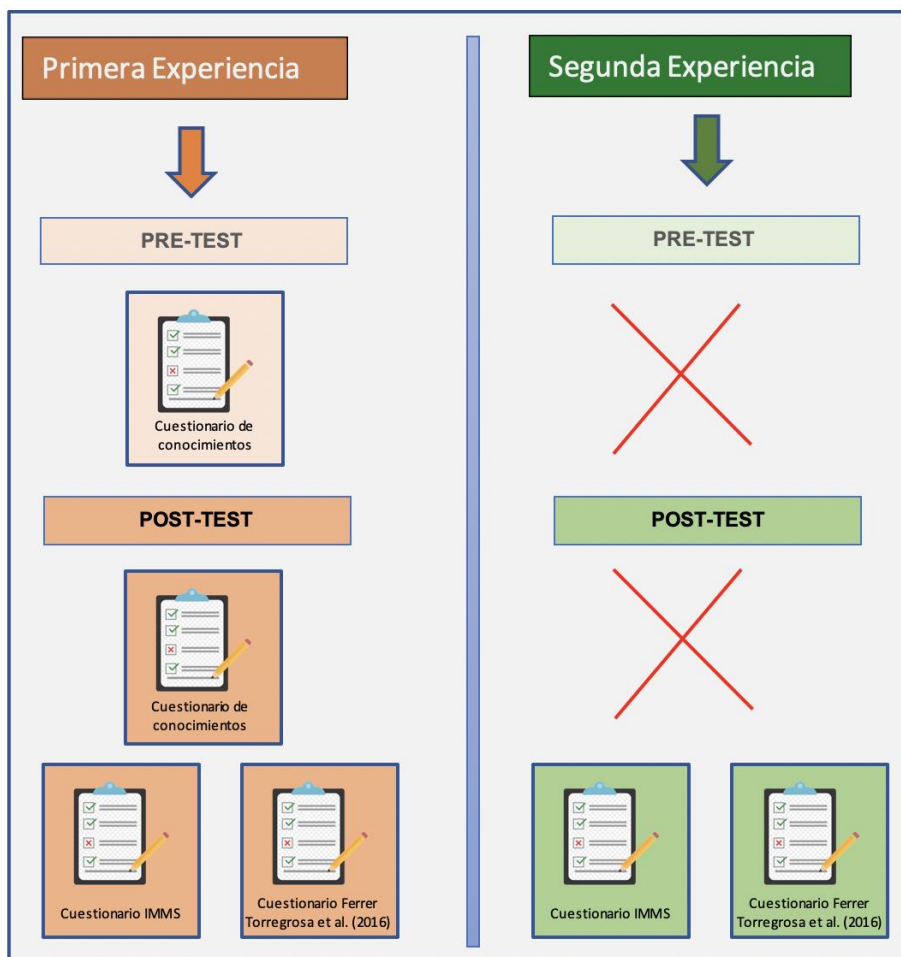 Primera Experiencia
PRE-TEST
Cuestionario de
conocimientos
POST-TEST
Cuestionario de
conocimientos
Cuestionario IMMS
Cuestionario Ferrer
Torregrosa et al. (2016)
Segunda Experiencia
PRE-TEST
POST-TEST
Cuestionario IMMS
Cuestionario Ferrer
Torregrosa et al. (2016)